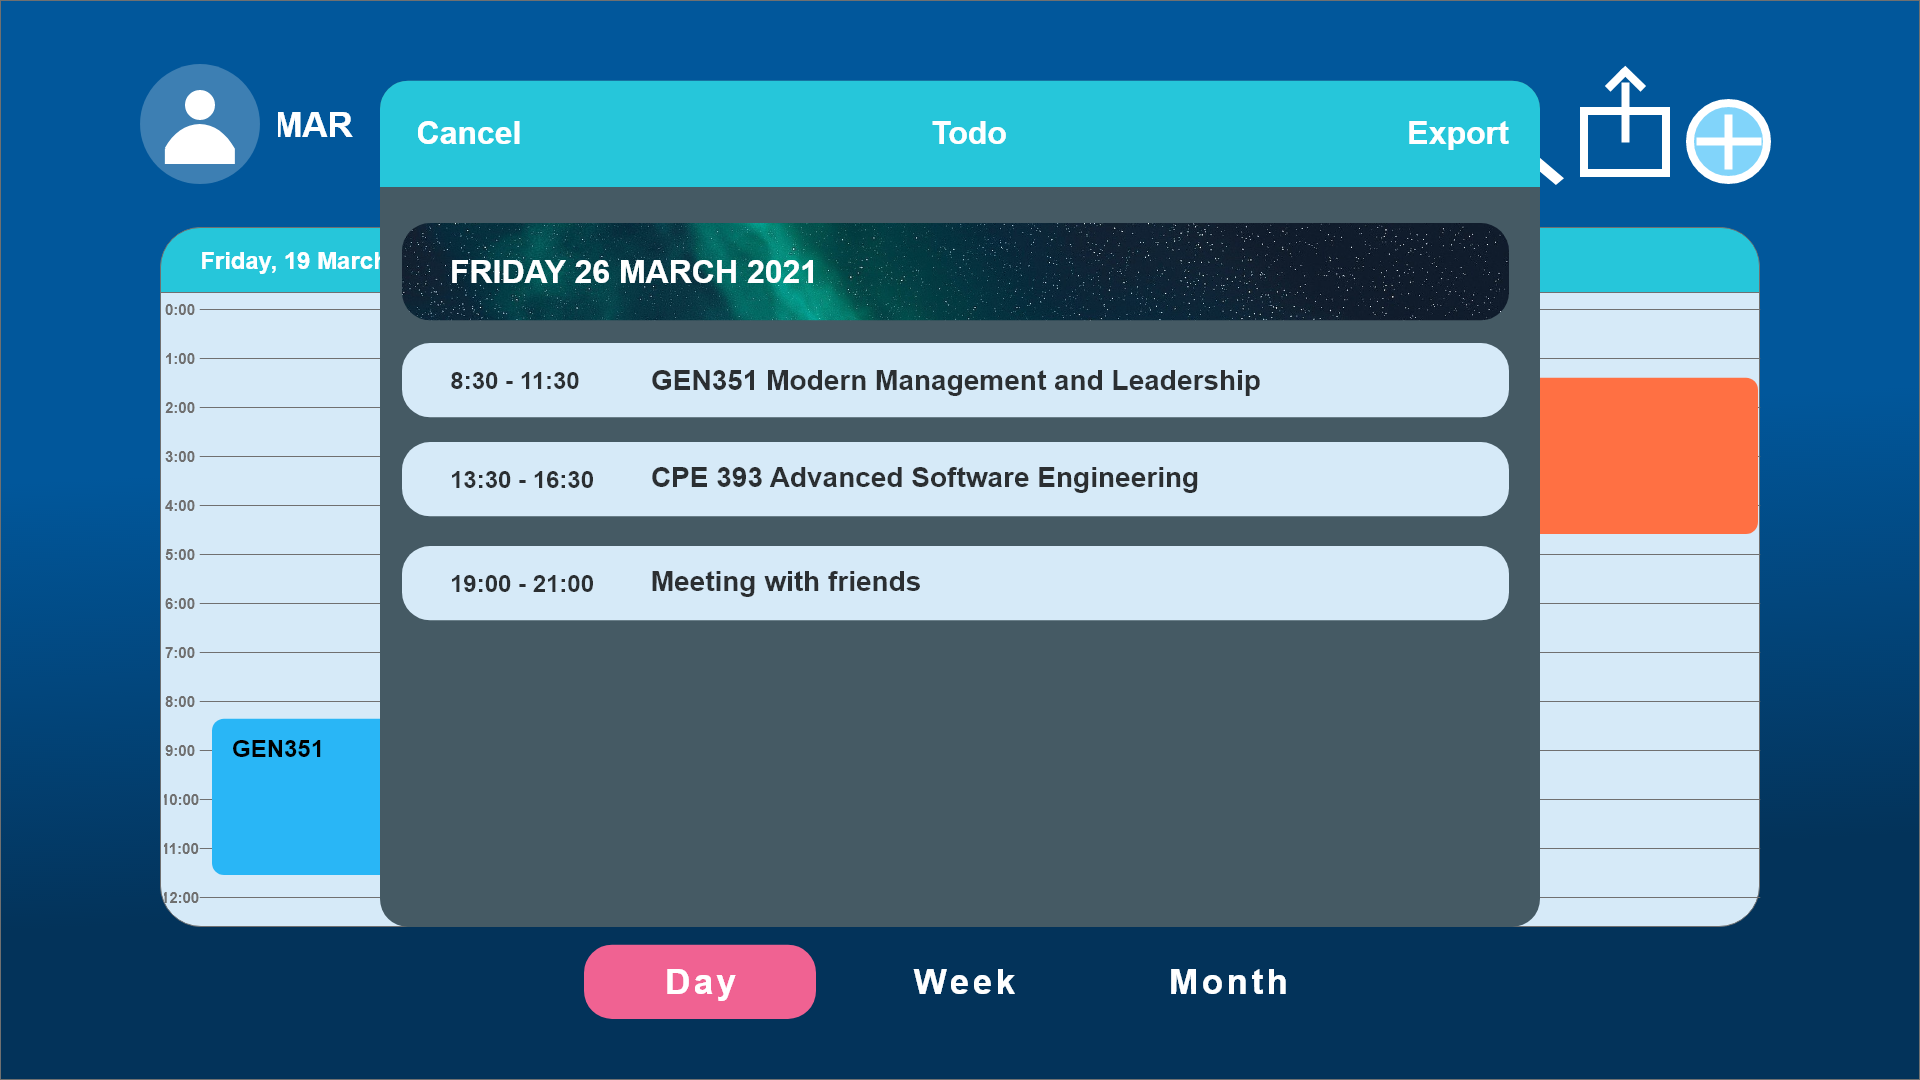 MAR
Cancel Todo Export
Friday, 19 March
FRIDAY 26 MARCH 2021
8:30 - 11:30 GEN351 Modern Management and Leadership
13:30 - 16:30 CPE 393 Advanced Software Engineering
19:00 - 21:00 Meeting with friends
0:00
1:00
2:00
3:00
4:00
5:00
6:00
7:00
8:00
9:00
GEN351
10:00
11:00
12:00
Day Week Month